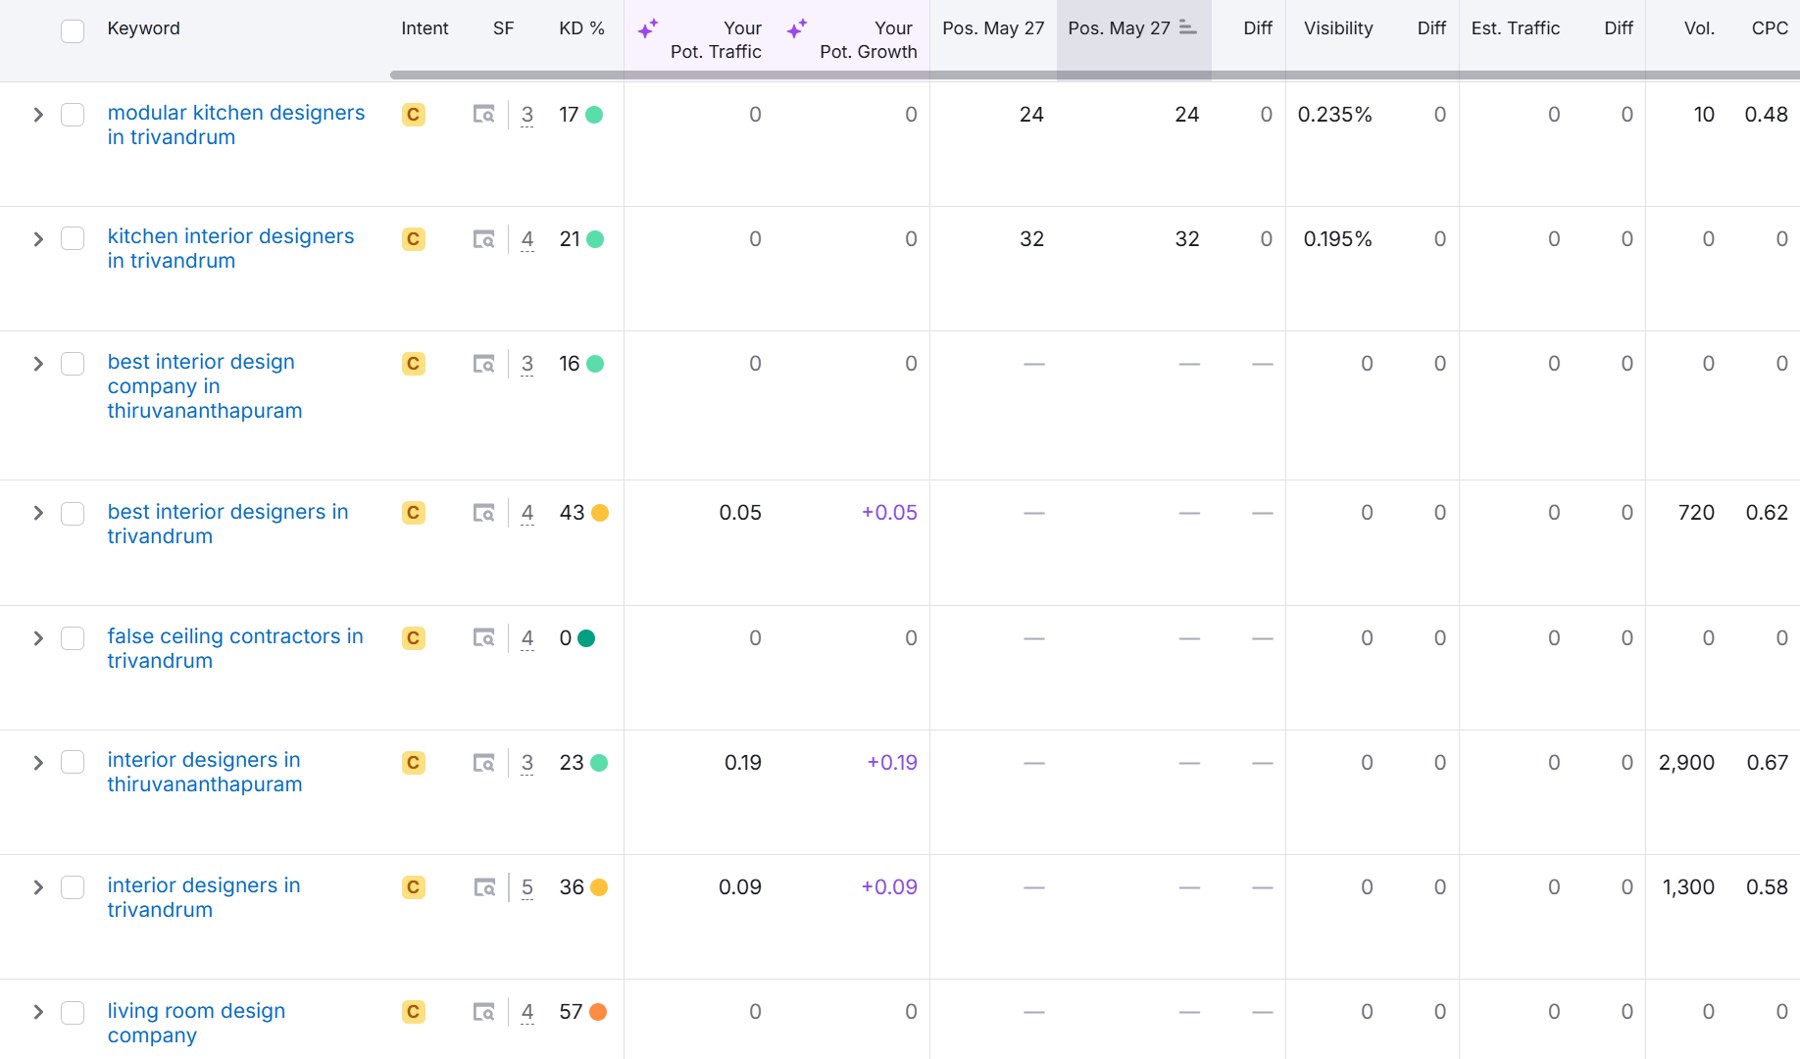 Keyword Intent SF KD % Your Pot. Traffic Your Pot. Growth Pos. May 27 Pos. May 27 Diff Visibility Diff Est. Traffic Diff Vol. CPC
modular kitchen designers C 3 17 0 0 24 24 0 0.235% 0 0 0 10 0.48
in trivandrum
kitchen interior designers C 4 21 0 0 32 32 0 0.195% 0 0 0 0 0
in trivandrum
best interior design C 3 16 0 0 — — — 0 0 0 0 0 0
company in
thiruvananthapuram
best interior designers in C 4 43 0.05 +0.05 — — — 0 0 0 0 720 0.62
trivandrum
false ceiling contractors in C 4 0 0 0 — — — 0 0 0 0 0 0
trivandrum
interior designers in C 3 23 0.19 +0.19 — — — 0 0 0 0 2,900 0.67
thiruvananthapuram
interior designers in C 5 36 0.09 +0.09 — — — 0 0 0 0 1,300 0.58
trivandrum
living room design C 4 57 0 0 — — — 0 0 0 0 0 0
company